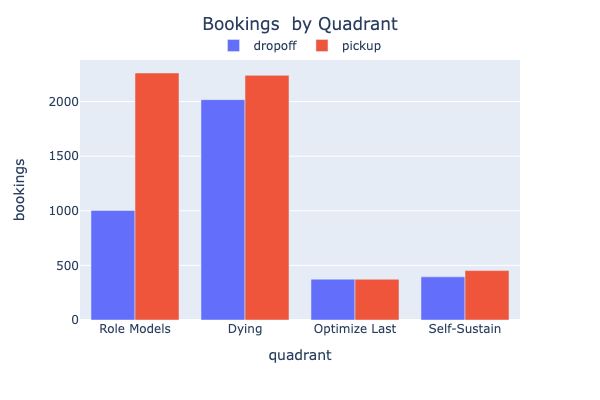 Bookings  by Quadrant
dropoff pickup
bookings
2000
1500
1000
500
0
Role Models Dying Optimize Last Self-Sustain
quadrant